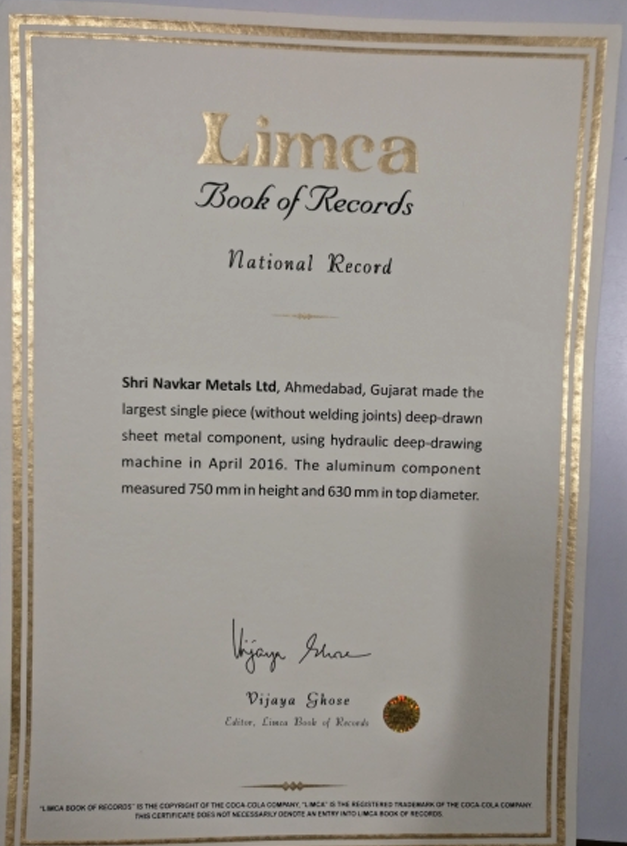 Limca
Book of Records
National Record
Shri Navkar Metals Ltd, Ahmedabad, Gujarat made the
largest single piece (without welding joints) deep-drawn
sheet metal component, using hydraulic deep-drawing
machine in April 2016. The aluminum component
measured 750 mm in height and 630 mm in top diameter.
Vijaya Ghose
Vijaya Ghose
Editor, Limca Book of Records
"LIMCA BOOK OF RECORDS" IS THE COPYRIGHT OF THE COCA-COLA COMPANY. "LIMCA" IS THE REGISTERED TRADEMARK OF THE COCA-COLA COMPANY.
THIS CERTIFICATE DOES NOT NECESSARILY DENOTE AN ENTRY INTO LIMCA BOOK OF RECORDS.